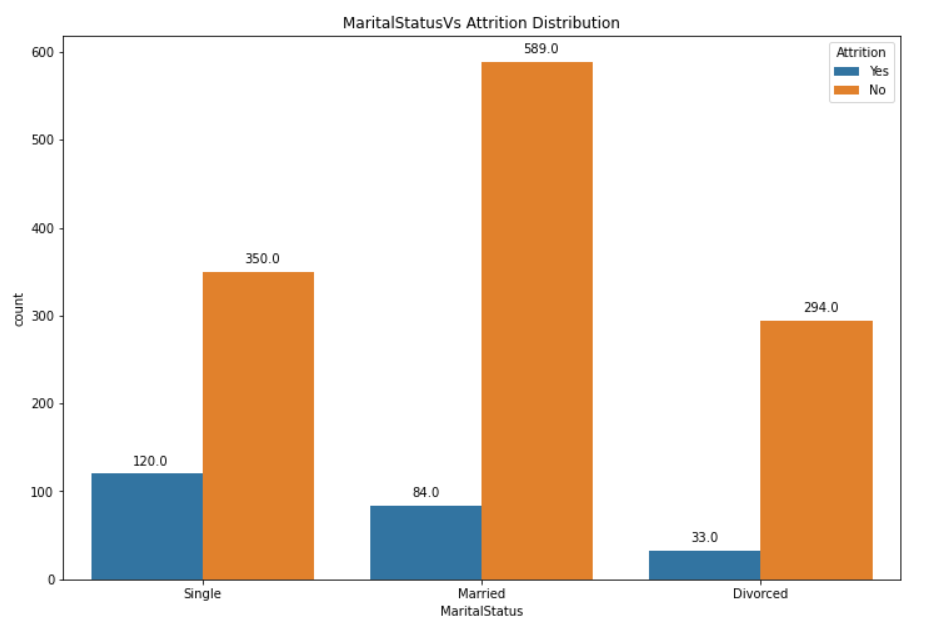 MaritalStatusVs Attrition Distribution
Attrition
Yes
No
count
600
500
400
300
200
100
0
120.0
350.0
84.0
589.0
33.0
294.0
Single
Married
Divorced
MaritalStatus